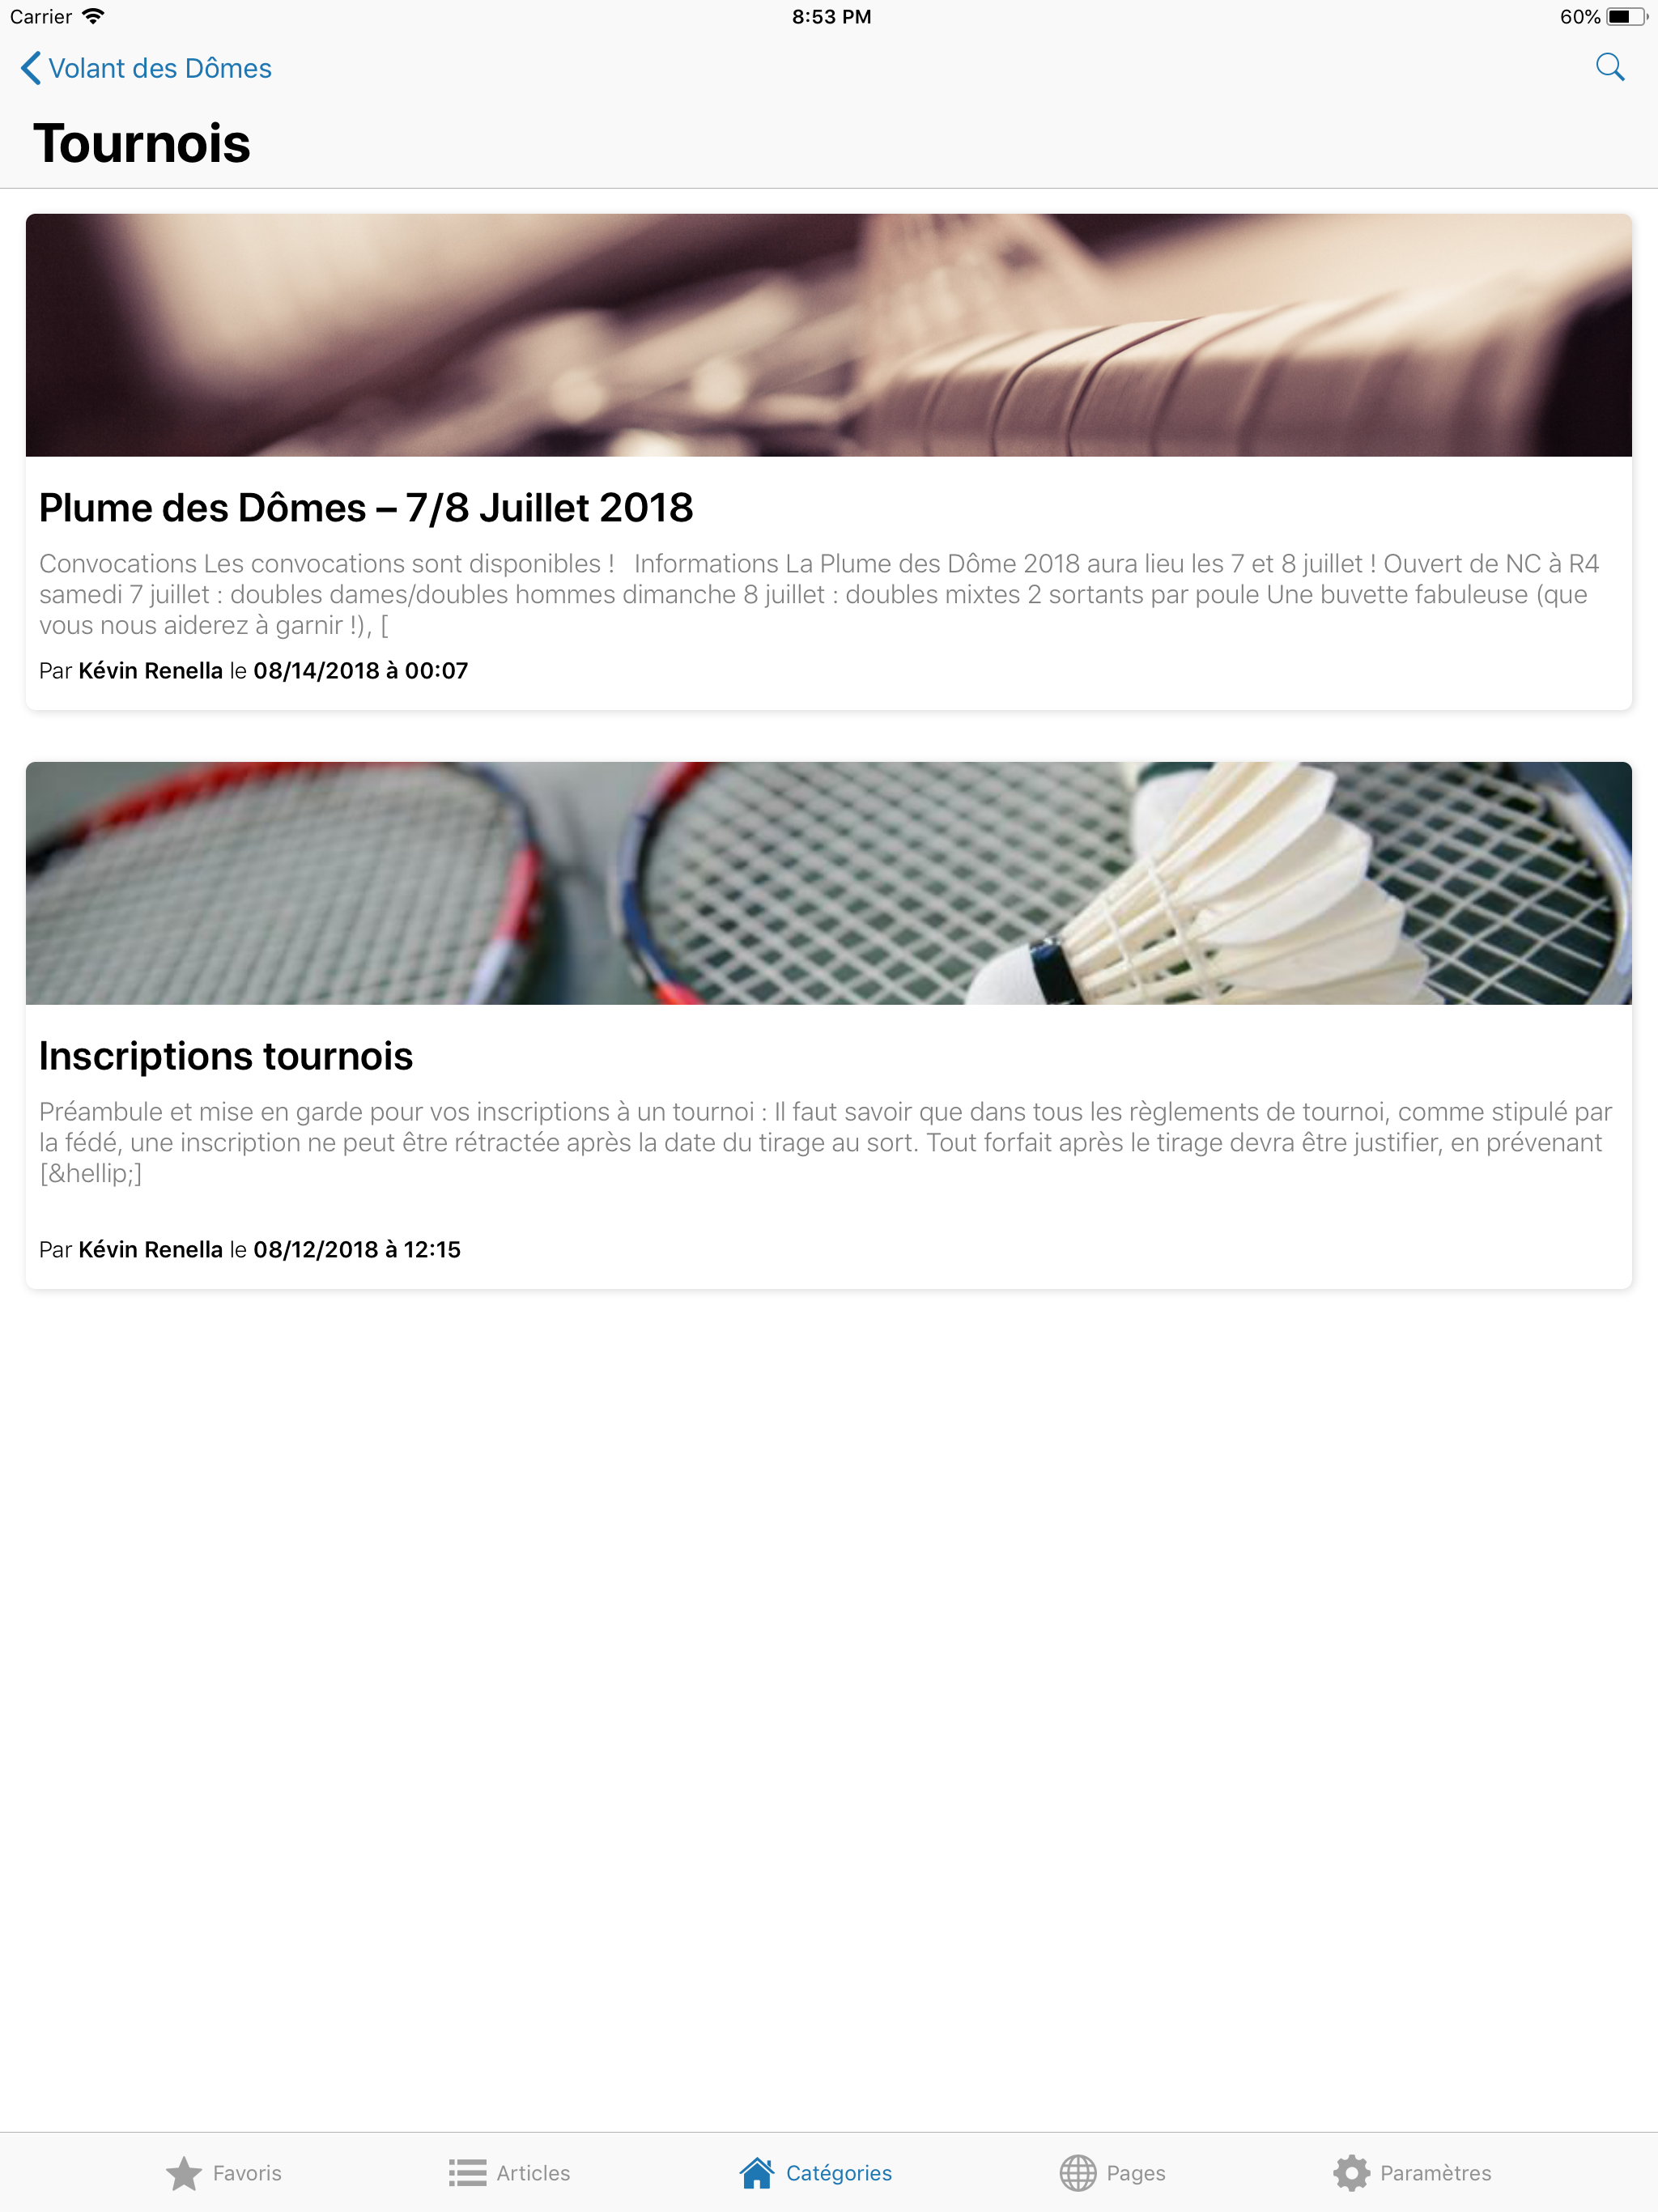 Carrier 8:53 PM 60%
Volant des Dômes
Tournois
Plume des Dômes – 7/8 Juillet 2018
Convocations Les convocations sont disponibles !   Informations La Plume des Dôme 2018 aura lieu les 7 et 8 juillet ! Ouvert de NC à R4
samedi 7 juillet : doubles dames/doubles hommes dimanche 8 juillet : doubles mixtes 2 sortants par poule Une buvette fabuleuse (que
vous nous aiderez à garnir !), [
Par Kévin Renella le 08/14/2018 à 00:07
Inscriptions tournois
Préambule et mise en garde pour vos inscriptions à un tournoi : Il faut savoir que dans tous les règlements de tournoi, comme stipulé par
la fédé, une inscription ne peut être rétractée après la date du tirage au sort. Tout forfait après le tirage devra être justifier, en prévenant
[&hellip;]
Par Kévin Renella le 08/12/2018 à 12:15
Favoris Articles Catégories Pages Paramètres